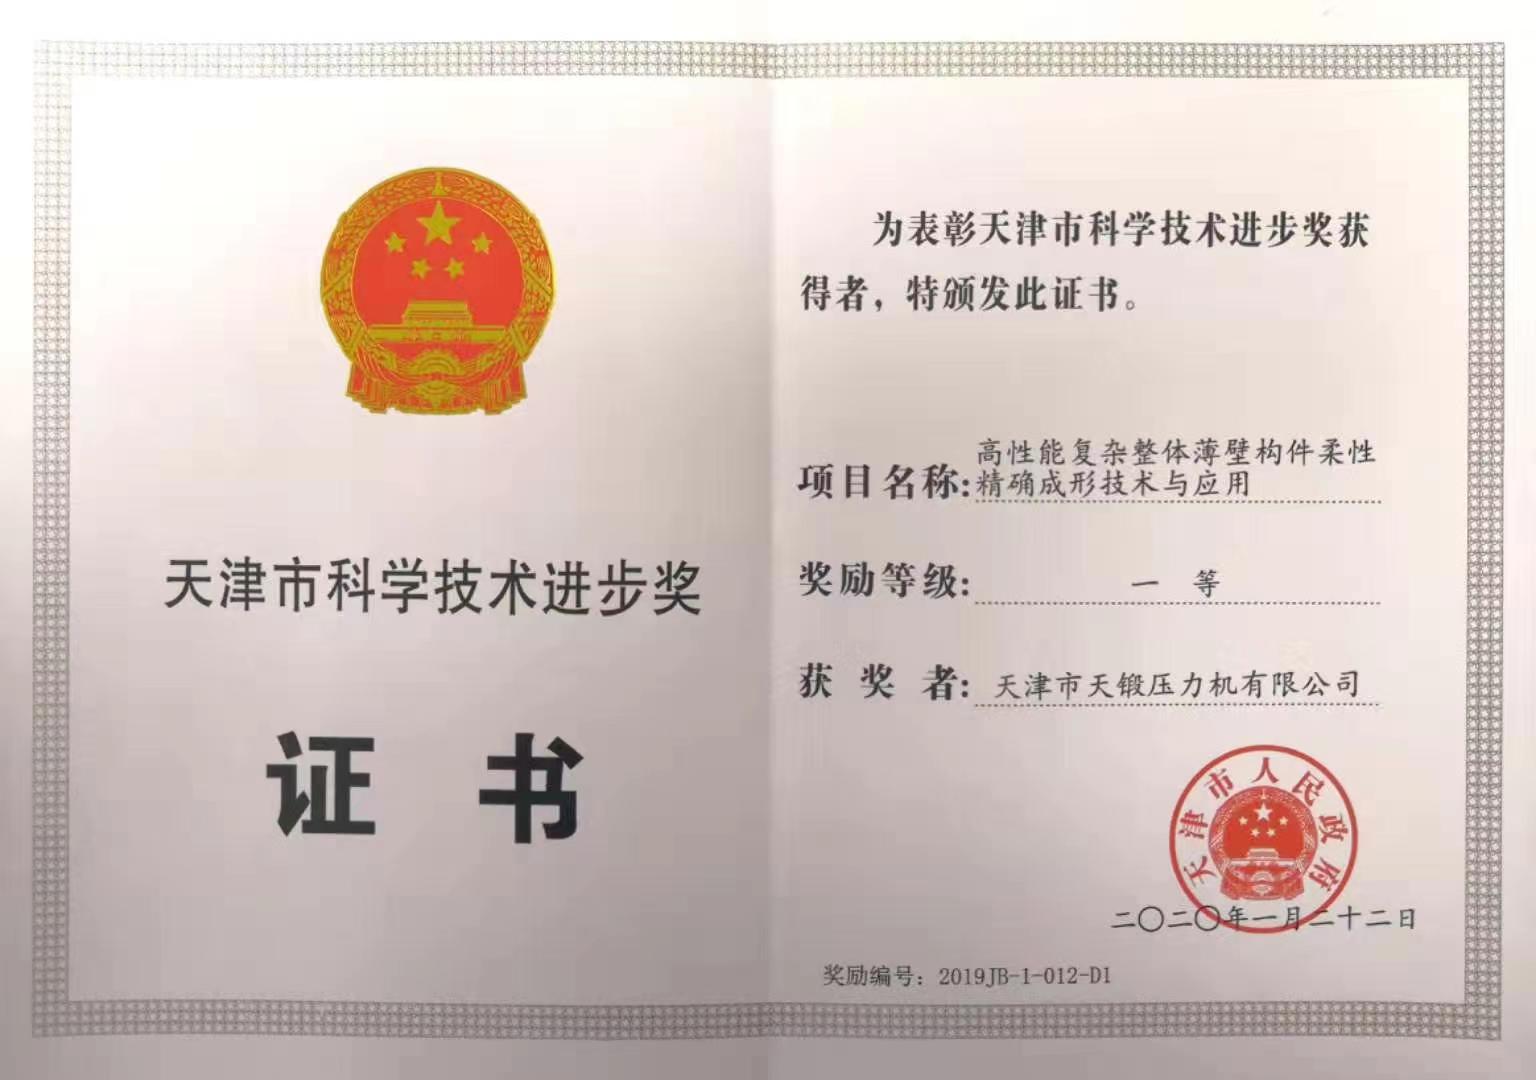 天津市科学技术进步奖
证书
为表彰天津市科学技术进步奖获
得者，特颁发此证书。
项目名称:高性能复杂整体薄壁构件柔性
精确成形技术与应用
奖励等级: 一 等
获 奖 者: 天津市天锻压力机有限公司
天津市人民政府
二〇二〇年一月二十二日
奖励编号: 2019JB-1-012-D1